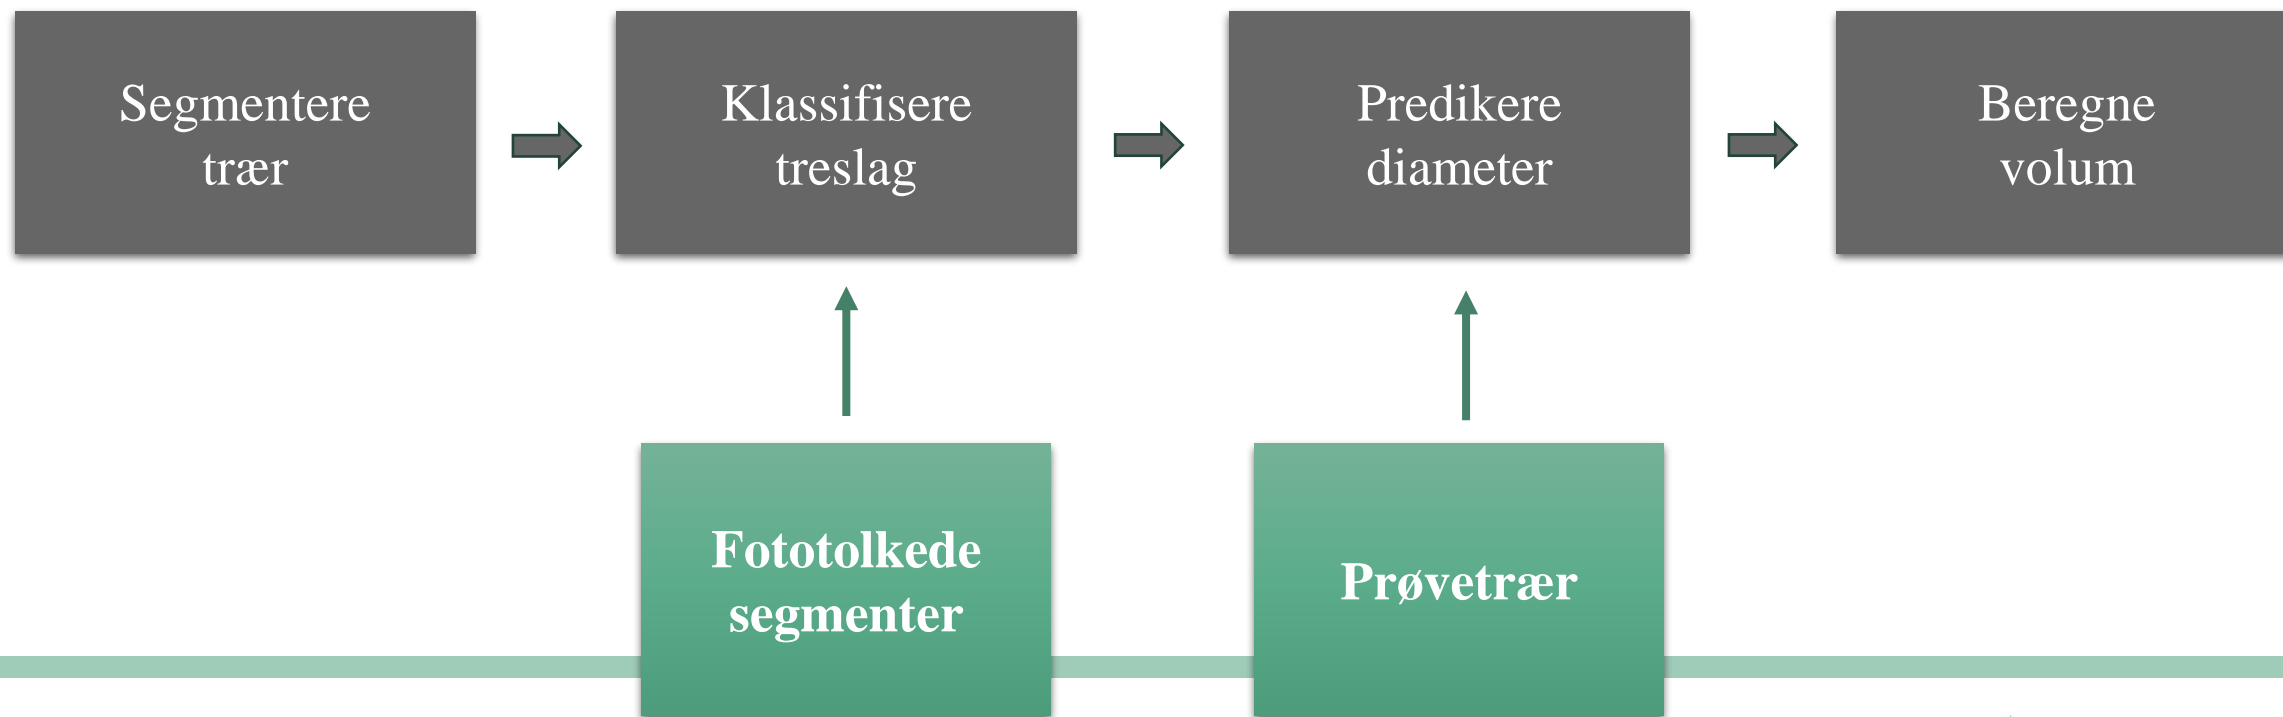 Segmentere
trær
Klassifisere
treslag
Predikere
diameter
Beregne
volum
Fototolkede
segmenter
Prøvetrær